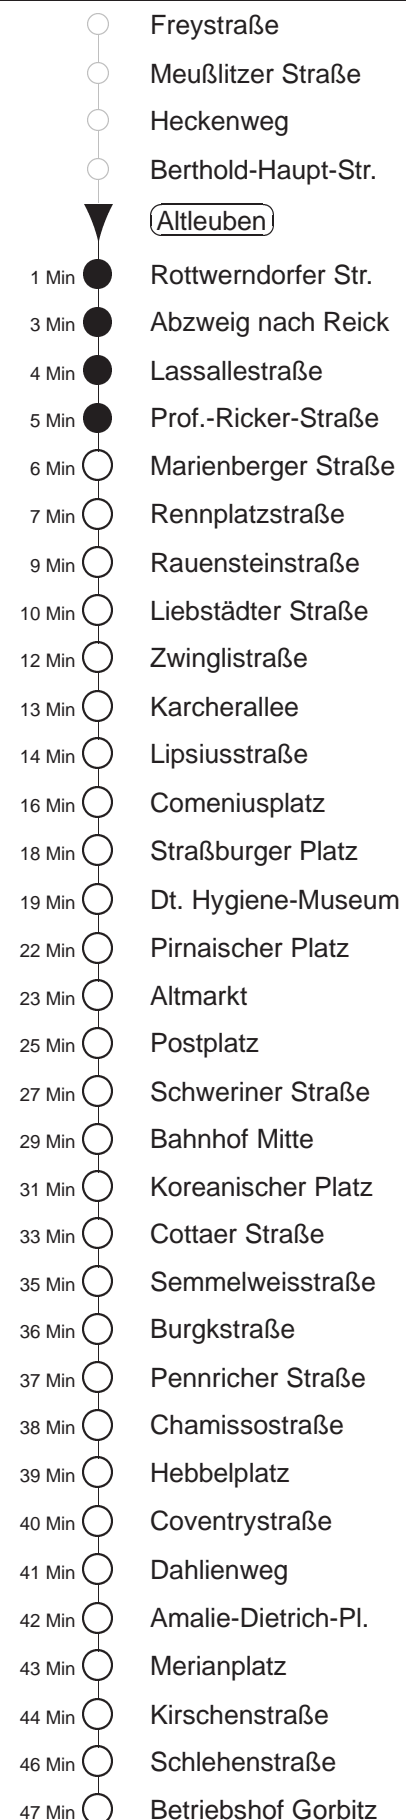 Freystraße
Meußlitzer Straße
Heckenweg
Berthold-Haupt-Str.
Altleuben
1 Min Rottwerndorfer Str.
3 Min Abzweig nach Reick
4 Min Lassallestraße
5 Min Prof.-Ricker-Straße
6 Min Marienberger Straße
7 Min Rennplatzstraße
9 Min Rauensteinstraße
10 Min Liebstädter Straße
12 Min Zwinglistraße
13 Min Karcherallee
14 Min Lipsiusstraße
16 Min Comeniusplatz
18 Min Straßburger Platz
19 Min Dt. Hygiene-Museum
22 Min Pirnaischer Platz
23 Min Altmarkt
25 Min Postplatz
27 Min Schweriner Straße
29 Min Bahnhof Mitte
31 Min Koreanischer Platz
33 Min Cottaer Straße
35 Min Semmelweisstraße
36 Min Burgkstraße
37 Min Pennricher Straße
38 Min Chamissostraße
39 Min Hebbelplatz
40 Min Coventrystraße
41 Min Dahlienweg
42 Min Amalie-Dietrich-Pl.
43 Min Merianplatz
44 Min Kirschenstraße
46 Min Schlehenstraße
47 Min Betriebshof Gorbitz